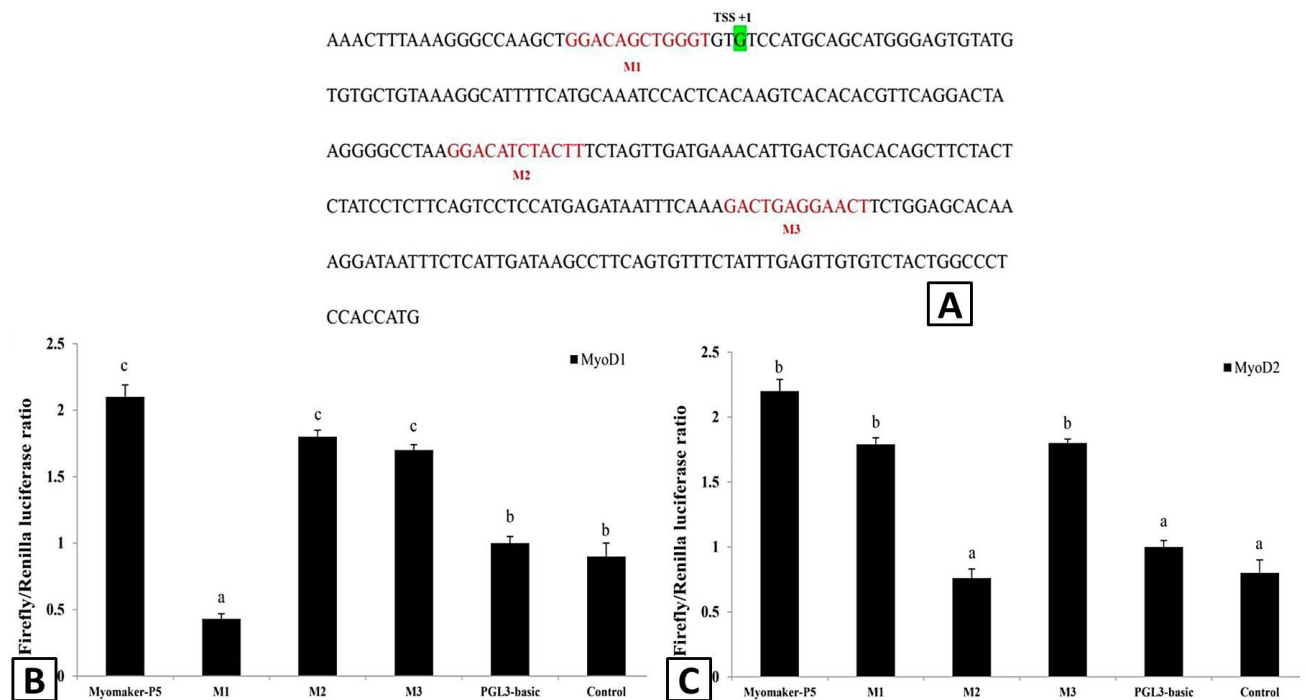 TSS +1
AAACTTTAAAGGGCCAAGCTGGACAGCTGGGTGTGTCCATGCAGCATGGGAGTGTATG
M1
TGTGCTGTAAAGGCATTTTCATGCAAATCCACTCACAAGTCACACACGTTCAGGACTA
AGGGGCCTAAGGACATCTACTTTCTAGTTGATGAAACATTGACTGACACAGCTTCTACT
M2
CTATCCTCTTCAGTCCTCCATGAGATAATTTCAAAGACTGAGGAACTTCTGGAGCACAA
M3
AGGATAATTTCTCATTGATAAGCCTTCAGTGTTTCTATTTGAGTTGTGTCTACTGGCCCT
CCACCATG
A
Firefly/Renilla luciferase ratio
2.5
2
1.5
1
0.5
0
c
a
c
c
b
b
MyoD1
Myomaker-P5 M1 M2 M3 PGL3-basic Control
B
Firefly/Renilla luciferase ratio
2.5
2.0
1.5
1
0.5
0
b
b
a
b
a
a
MyoD2
Myomaker-P5 M1 M2 M3 PGL3-basic Control
C